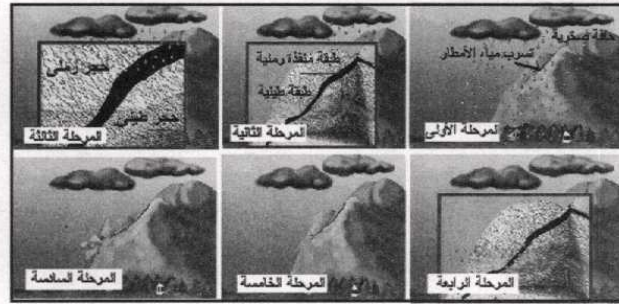 حافة صخرية
تسرب مياه الأمطار
المرحلة الأولى
طبقة منفذة رملية
طبقة طينية
المرحلة الثانية
حجر رملي
حجر طيني
المرحلة الثالثة
المرحلة الرابعة
المرحلة الخامسة
المرحلة السادسة